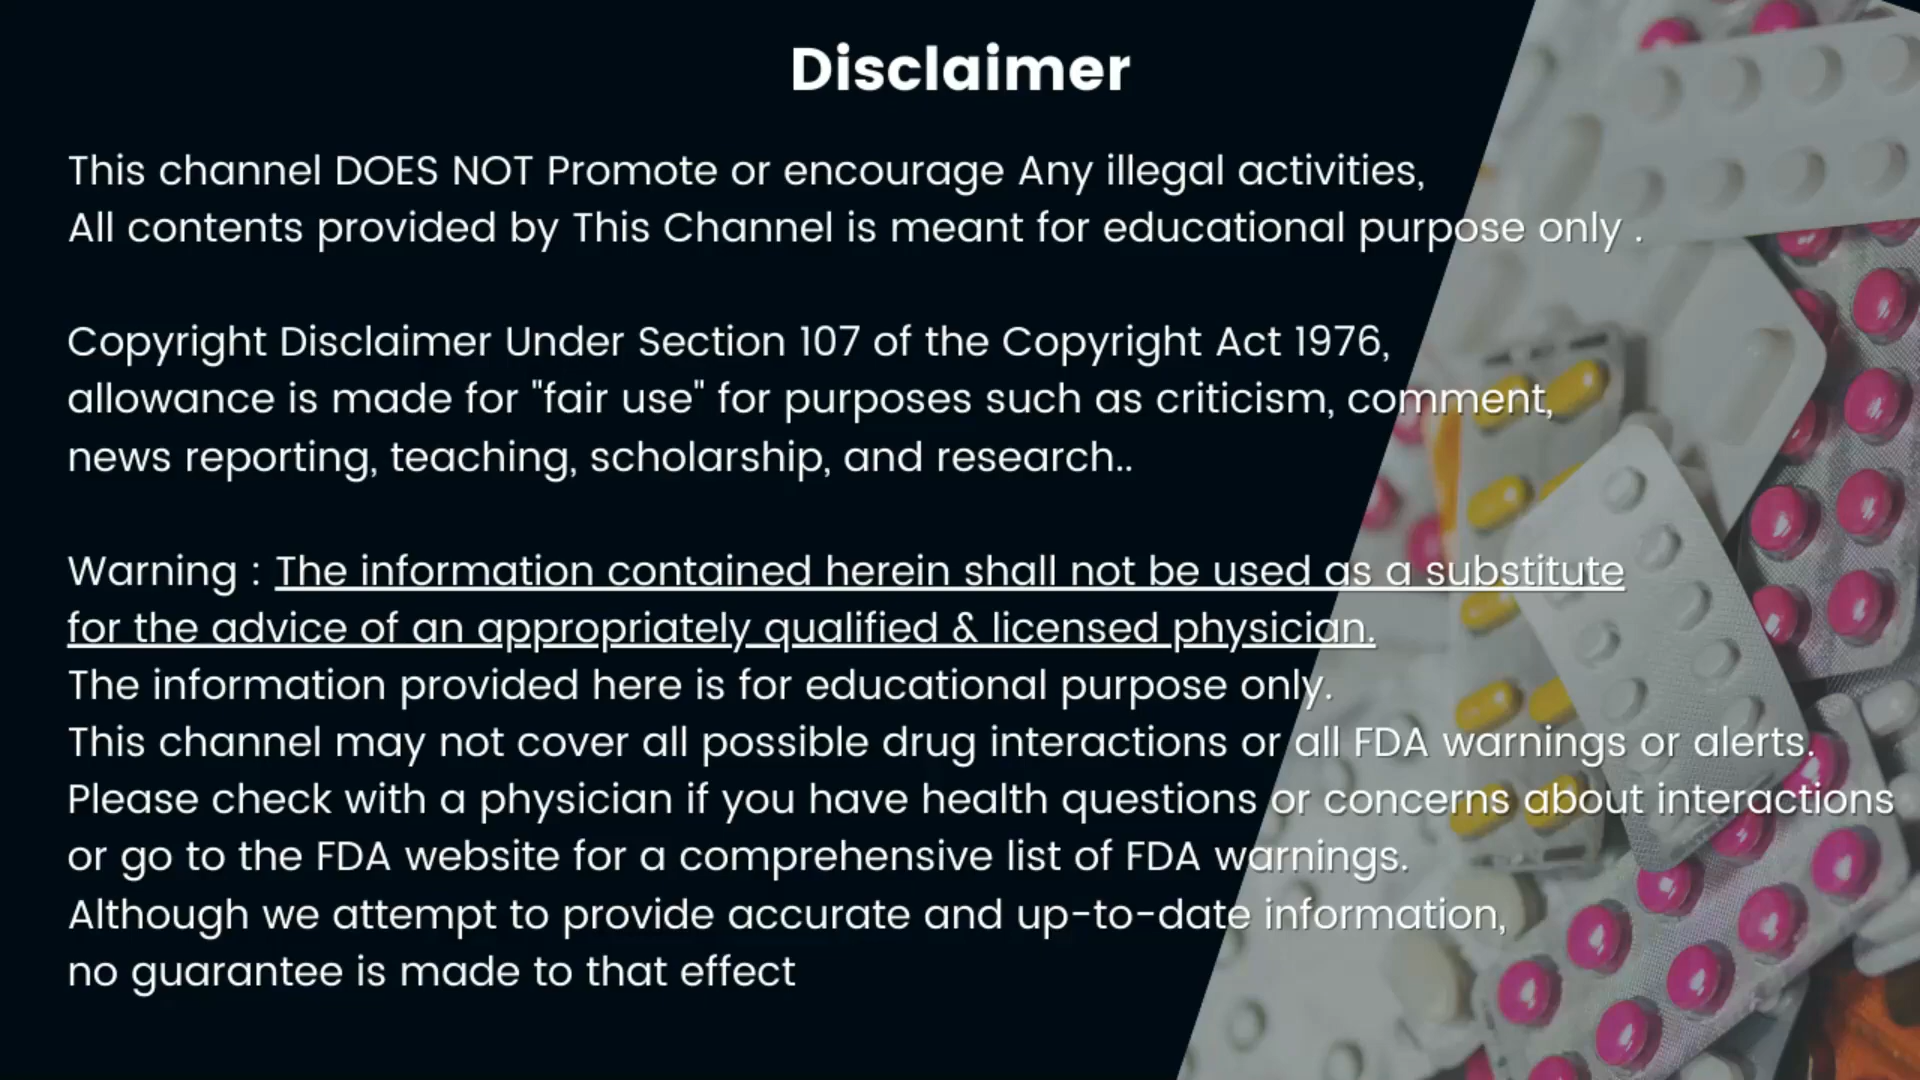 Disclaimer
This channel DOES NOT Promote or encourage Any illegal activities,
All contents provided by This Channel is meant for educational purpose only .
Copyright Disclaimer Under Section 107 of the Copyright Act 1976,
allowance is made for "fair use" for purposes such as criticism, comment,
news reporting, teaching, scholarship, and research..
Warning : The information contained herein shall not be used as a substitute
for the advice of an appropriately qualified & licensed physician.
The information provided here is for educational purpose only.
This channel may not cover all possible drug interactions or all FDA warnings or alerts.
Please check with a physician if you have health questions or concerns about interactions
or go to the FDA website for a comprehensive list of FDA warnings.
Although we attempt to provide accurate and up-to-date information,
no guarantee is made to that effect